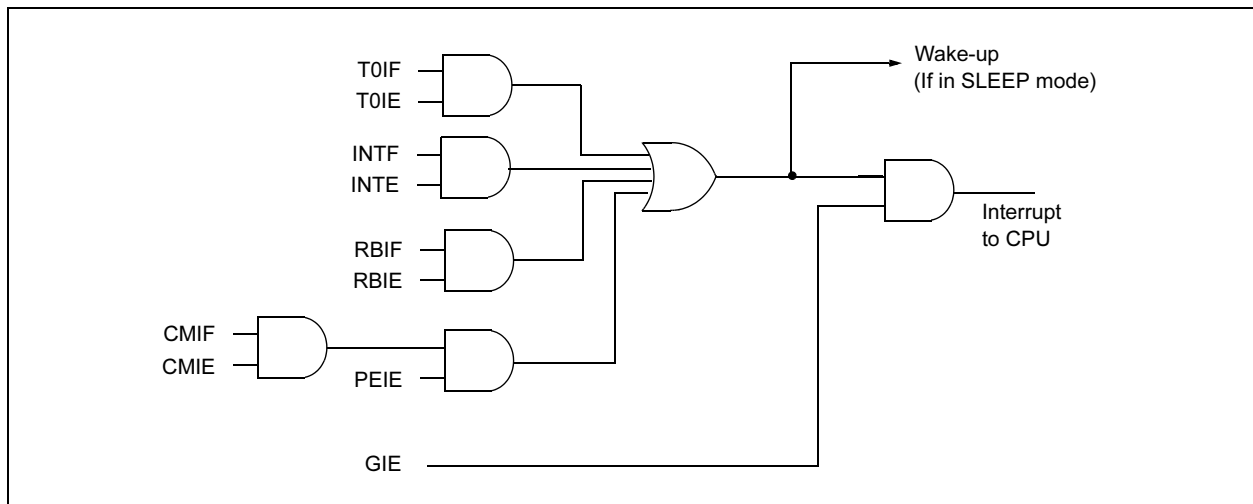 T0IF
T0IE
INTF
INTE
RBIF
RBIE
CMIF
CMIE
PEIE
GIE
Wake-up
(If in SLEEP mode)
Interrupt
to CPU